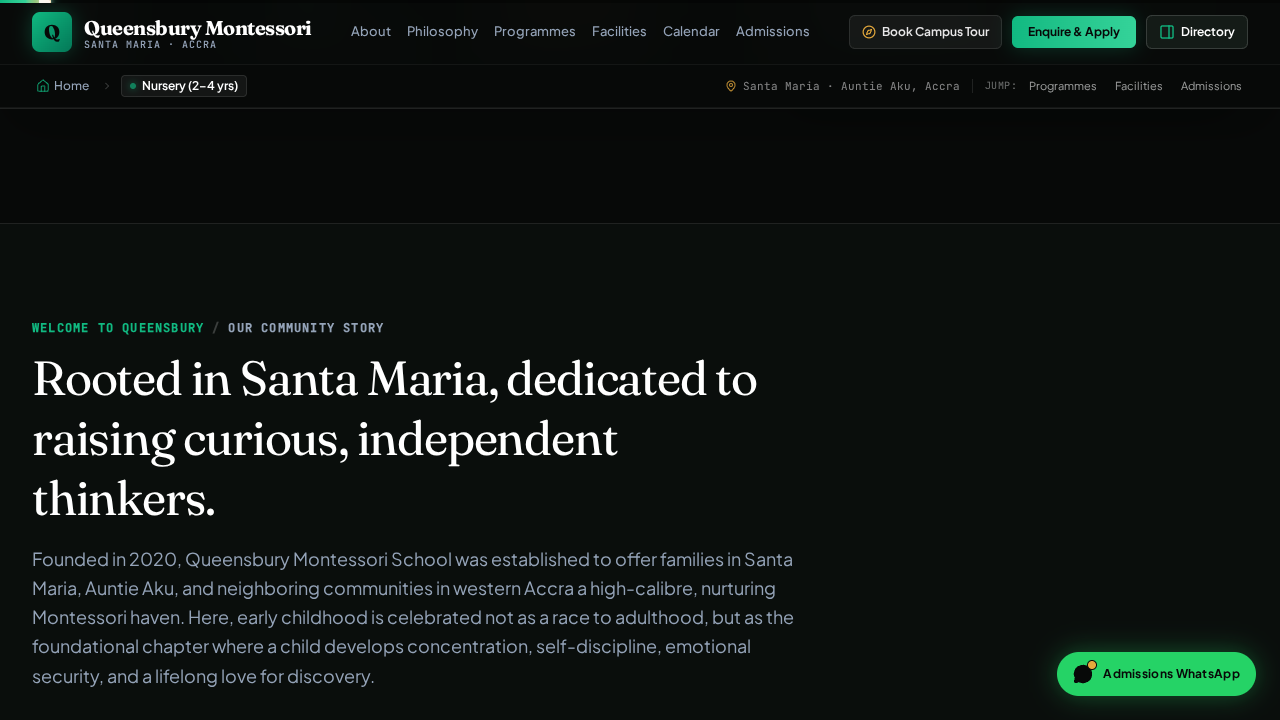 Q
Queensbury Montessori
SANTA MARIA · ACCRA
About
Philosophy
Programmes
Facilities
Calendar
Admissions
Book Campus Tour
Enquire & Apply
Directory
Home
Nursery (2–4 yrs)
Santa Maria · Auntie Aku, Accra
JUMP:
Programmes
Facilities
Admissions
WELCOME TO QUEENSBURY / OUR COMMUNITY STORY
Rooted in Santa Maria, dedicated to
raising curious, independent
thinkers.
Founded in 2020, Queensbury Montessori School was established to offer families in Santa
Maria, Auntie Aku, and neighboring communities in western Accra a high-calibre, nurturing
Montessori haven. Here, early childhood is celebrated not as a race to adulthood, but as the
foundational chapter where a child develops concentration, self-discipline, emotional
security, and a lifelong love for discovery.
Admissions WhatsApp